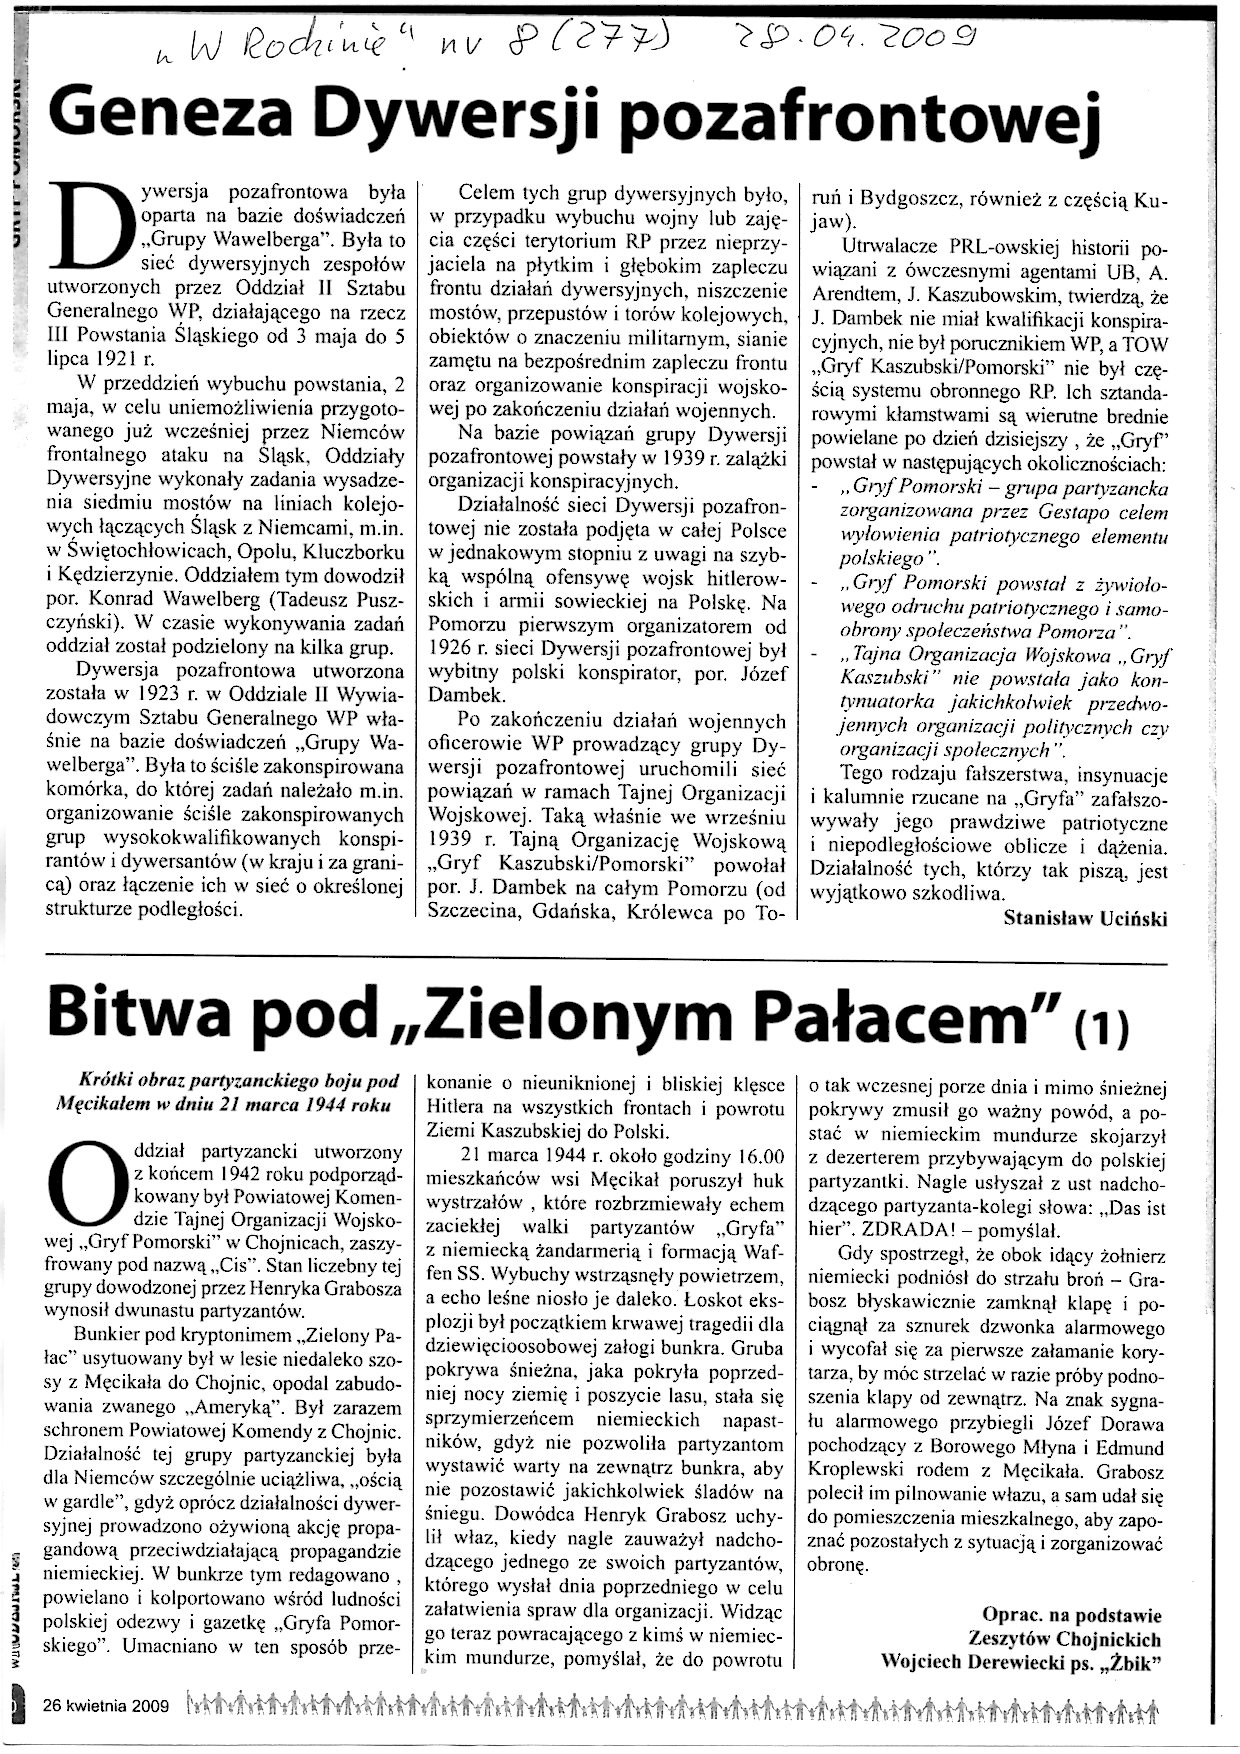 „W Rodzinie" nr 8 (277) 28.04.2009
Geneza Dywersji pozafrontowej
Dywersja pozafrontowa była
oparta na bazie doświadczeń
„Grupy Wawelberga”. Była to
sieć dywersyjnych zespołów
utworzonych przez Oddział II Sztabu
Generalnego WP, działającego na rzecz
III Powstania Śląskiego od 3 maja do 5
lipca 1921 r.
W przeddzień wybuchu powstania, 2
maja, w celu uniemożliwienia przygoto-
wanego już wcześniej przez Niemców
frontalnego ataku na Śląsk, Oddziały
Dywersyjne wykonały zadania wysadze-
nia siedmiu mostów na liniach kolejo-
wych łączących Śląsk z Niemcami, m.in.
w Świętochłowicach, Opolu, Kluczborku
i Kędzierzynie. Oddziałem tym dowodził
por. Konrad Wawelberg (Tadeusz Pusz-
czyński). W czasie wykonywania zadań
oddział został podzielony na kilka grup.
Dywersja pozafrontowa utworzona
została w 1923 r. w Oddziale II Wywia-
dowczym Sztabu Generalnego WP wła-
śnie na bazie doświadczeń „Grupy Wa-
welberga”. Była to ściśle zakonspirowana
komórka, do której zadań należało m.in.
organizowanie ściśle zakonspirowanych
grup wysokokwalifikowanych konspi-
rantów i dywersantów (w kraju i za grani-
cą) oraz łączenie ich w sieć o określonej
strukturze podległości.
Celem tych grup dywersyjnych było,
w przypadku wybuchu wojny lub zaję-
cia części terytorium RP przez nieprzy-
jaciela na płytkim i głębokim zapleczu
frontu działań dywersyjnych, niszczenie
mostów, przepustów i torów kolejowych,
obiektów o znaczeniu militarnym, sianie
zamętu na bezpośrednim zapleczu frontu
oraz organizowanie konspiracji wojsko-
wej po zakończeniu działań wojennych.
Na bazie powiązań grupy Dywersji
pozafrontowej powstały w 1939 r. zalążki
organizacji konspiracyjnych.
Działalność sieci Dywersji pozafron-
towej nie została podjęta w całej Polsce
w jednakowym stopniu z uwagi na szyb-
ką wspólną ofensywę wojsk hitlerow-
skich i armii sowieckiej na Polskę. Na
Pomorzu pierwszym organizatorem od
1926 r. sieci Dywersji pozafrontowej był
wybitny polski konspirator, por. Józef
Dambek.
Po zakończeniu działań wojennych
oficerowie WP prowadzący grupy Dy-
wersji pozafrontowej uruchomili sieć
powiązań w ramach Tajnej Organizacji
Wojskowej. Taką właśnie we wrześniu
1939 r. Tajną Organizację Wojskową
„Gryf Kaszubski/Pomorski” powołał
por. J. Dambek na całym Pomorzu (od
Szczecina, Gdańska, Królewca po To-
ruń i Bydgoszcz, również z częścią Ku-
jaw).
Utrwalacze PRL-owskiej historii po-
wiązani z ówczesnymi agentami UB, A.
Arendtem, J. Kaszubowskim, twierdzą, że
J. Dambek nie miał kwalifikacji konspira-
cyjnych, nie był porucznikiem WP, a TOW
„Gryf Kaszubski/Pomorski” nie był czę-
ścią systemu obronnego RP. Ich sztanda-
rowymi kłamstwami są wierutne brednie
powielane po dzień dzisiejszy , że „Gryf”
powstał w następujących okolicznościach:
- „Gryf Pomorski – grupa partyzancka
zorganizowana przez Gestapo celem
wyłowienia patriotycznego elementu
polskiego”.
- „Gryf Pomorski powstał z żywioło-
wego odruchu patriotycznego i samo-
obrony społeczeństwa Pomorza”.
- „Tajna Organizacja Wojskowa „Gryf
Kaszubski” nie powstała jako kon-
tynuatorka jakichkolwiek przedwo-
jennych organizacji politycznych czy
organizacji społecznych”.
Tego rodzaju fałszerstwa, insynuacje
i kalumnie rzucane na „Gryfa” zafałszo-
wywały jego prawdziwe patriotyczne
i niepodległościowe oblicze i dążenia.
Działalność tych, którzy tak piszą, jest
wyjątkowo szkodliwa.
Stanisław Uciński
Bitwa pod „Zielonym Pałacem” (1)
Krótki obraz partyzanckiego boju pod
Męcikałem w dniu 21 marca 1944 roku
Oddział partyzancki utworzony
z końcem 1942 roku podporząd-
kowany był Powiatowej Komen-
dzie Tajnej Organizacji Wojsko-
wej „Gryf Pomorski” w Chojnicach, zaszy-
frowany pod nazwą „Cis”. Stan liczebny tej
grupy dowodzonej przez Henryka Grabosza
wynosił dwunastu partyzantów.
Bunkier pod kryptonimem „Zielony Pa-
łac” usytuowany był w lesie niedaleko szo-
sy z Męcikała do Chojnic, opodal zabudo-
wania zwanego „Ameryką”. Był zarazem
schronem Powiatowej Komendy z Chojnic.
Działalność tej grupy partyzanckiej była
dla Niemców szczególnie uciążliwa, „ością
w gardle”, gdyż oprócz działalności dywer-
syjnej prowadzono ożywioną akcję propa-
gandową przeciwdziałającą propagandzie
niemieckiej. W bunkrze tym redagowano ,
powielano i kolportowano wśród ludności
polskiej odezwy i gazetkę „Gryfa Pomor-
skiego”. Umacniano w ten sposób prze-
konanie o nieuniknionej i bliskiej klęsce
Hitlera na wszystkich frontach i powrotu
Ziemi Kaszubskiej do Polski.
21 marca 1944 r. około godziny 16.00
mieszkańców wsi Męcikał poruszył huk
wystrzałów , które rozbrzmiewały echem
zaciekłej walki partyzantów „Gryfa”
z niemiecką żandarmerią i formacją Waf-
fen SS. Wybuchy wstrząsnęły powietrzem,
a echo leśne niosło je daleko. Łoskot eks-
plozji był początkiem krwawej tragedii dla
dziewięcioosobowej załogi bunkra. Gruba
pokrywa śnieżna, jaka pokryła poprzed-
niej nocy ziemię i poszycie lasu, stała się
sprzymierzeńcem niemieckich napast-
ników, gdyż nie pozwoliła partyzantom
wystawić warty na zewnątrz bunkra, aby
nie pozostawić jakichkolwiek śladów na
śniegu. Dowódca Henryk Grabosz uchy-
lił właz, kiedy nagle zauważył nadcho-
dzącego jednego ze swoich partyzantów,
którego wysłał dnia poprzedniego w celu
załatwienia spraw dla organizacji. Widząc
go teraz powracającego z kimś w niemiec-
kim mundurze, pomyślał, że do powrotu
o tak wczesnej porze dnia i mimo śnieżnej
pokrywy zmusił go ważny powód, a po-
stać w niemieckim mundurze skojarzył
z dezerterem przybywającym do polskiej
partyzantki. Nagle usłyszał z ust nadcho-
dzącego partyzanta-kolegi słowa: „Das ist
hier”. ZDRADA! – pomyślał.
Gdy spostrzegł, że obok idący żołnierz
niemiecki podniósł do strzału broń – Gra-
bosz błyskawicznie zamknął klapę i po-
ciągnął za sznurek dzwonka alarmowego
i wycofał się za pierwsze załamanie kory-
tarza, by móc strzelać w razie próby podno-
szenia klapy od zewnątrz. Na znak sygna-
łu alarmowego przybiegli Józef Dorawa
pochodzący z Borowego Młyna i Edmund
Kroplewski rodem z Męcikała. Grabosz
polecił im pilnowanie włazu, a sam udał się
do pomieszczenia mieszkalnego, aby zapo-
znać pozostałych z sytuacją i zorganizować
obronę.
Oprac. na podstawie
Zeszytów Chojnickich
Wojciech Derewiecki ps. „Żbik”
26 kwietnia 2009